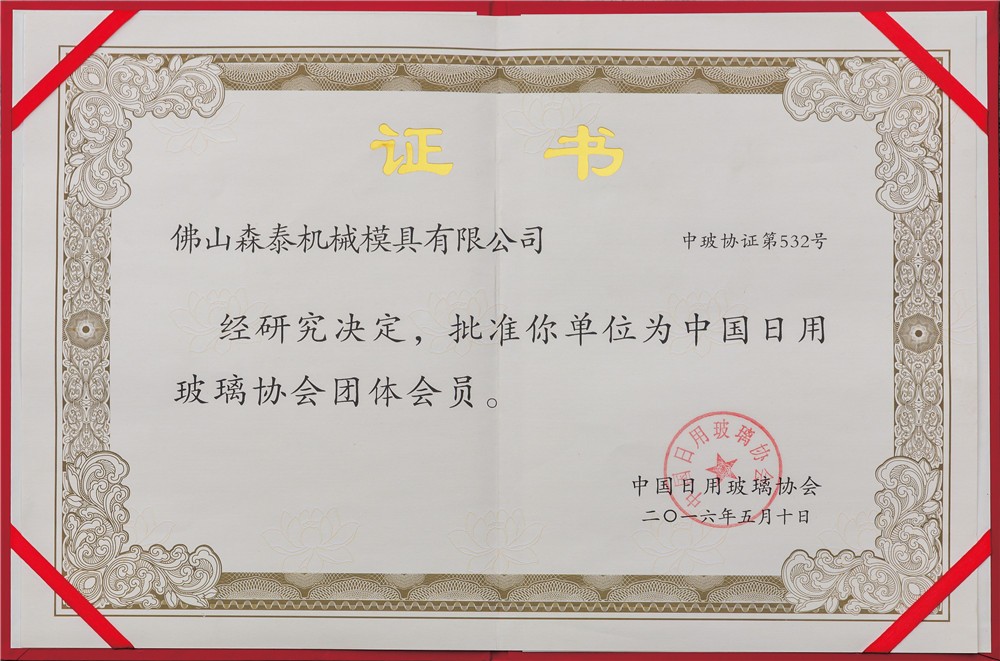 证书
佛山森泰机械模具有限公司
中玻协证第532号
经研究决定，批准你单位为中国日用
玻璃协会团体会员。
中国日用玻璃协会
中国日用玻璃协会
二〇一六年五月十日